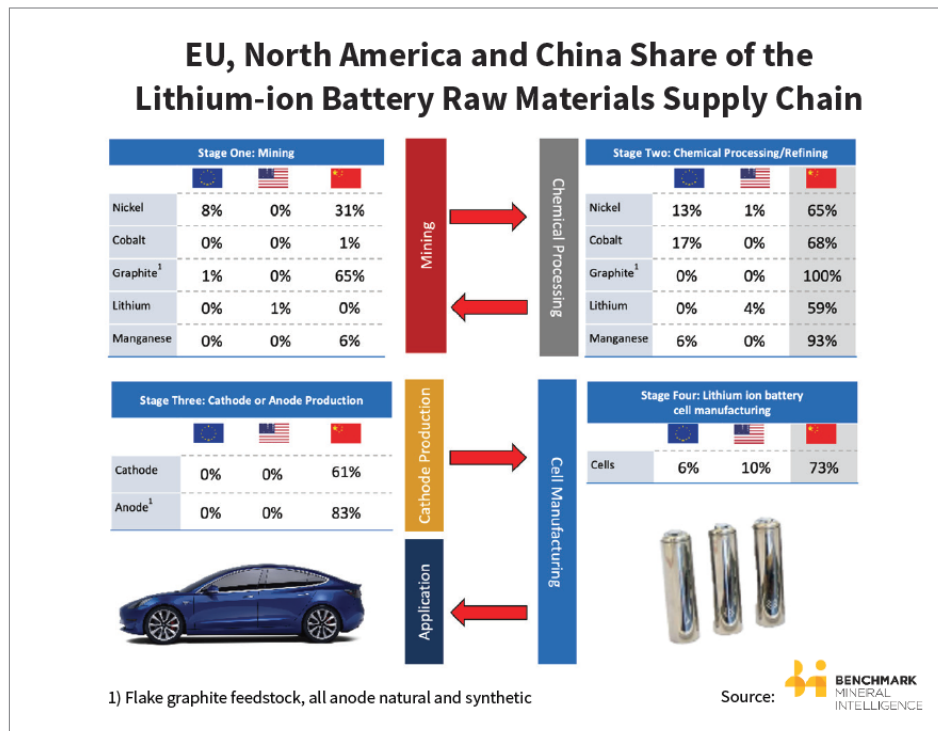 EU, North America and China Share of the
Lithium-ion Battery Raw Materials Supply Chain
Stage One: Mining
Nickel 8% 0% 31%
Cobalt 0% 0% 1%
Graphite1 1% 0% 65%
Lithium 0% 1% 0%
Manganese 0% 0% 6%
Mining
Chemical Processing
Stage Two: Chemical Processing/Refining
Nickel 13% 1% 65%
Cobalt 17% 0% 68%
Graphite1 0% 0% 100%
Lithium 0% 4% 59%
Manganese 6% 0% 93%
Stage Three: Cathode or Anode Production
Cathode 0% 0% 61%
Anode1 0% 0% 83%
Cathode Production
Application
Cell Manufacturing
Stage Four: Lithium ion battery
cell manufacturing
Cells 6% 10% 73%
1) Flake graphite feedstock, all anode natural and synthetic
Source:
BENCHMARK
MINERAL
INTELLIGENCE